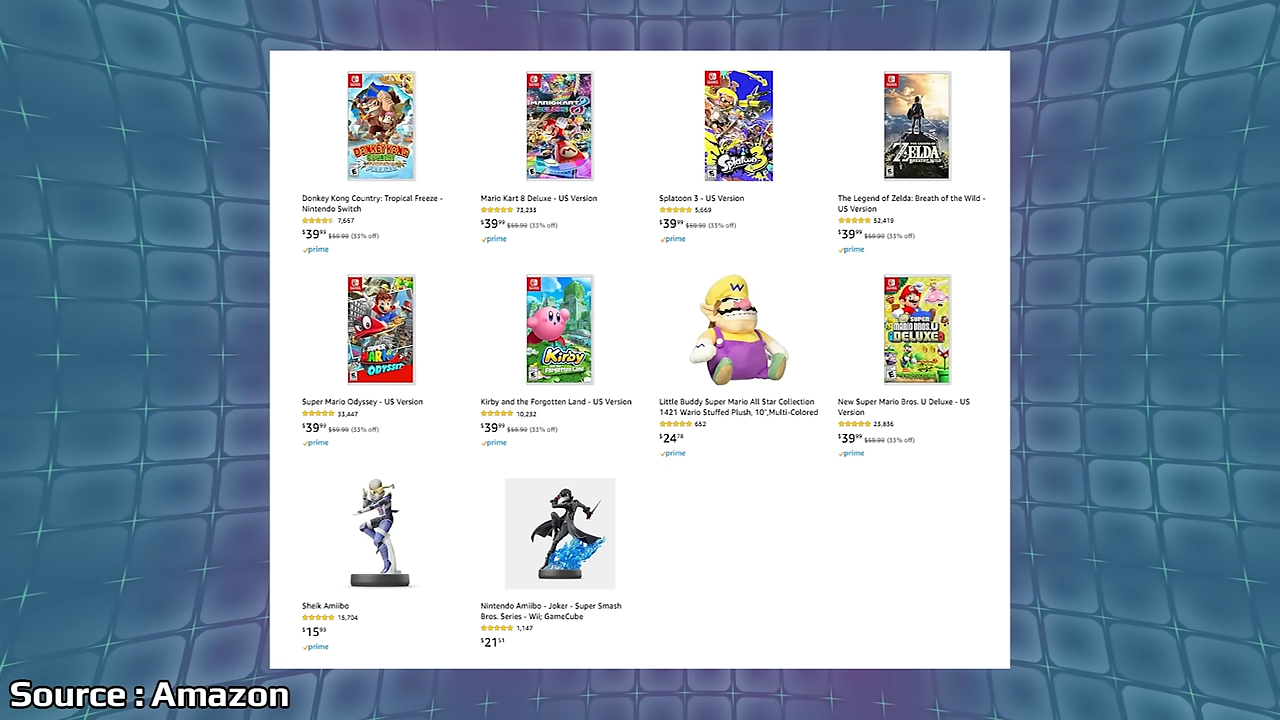 Donkey Kong Country: Tropical Freeze -
Nintendo Switch
7,657
$39.99 $59.99 (33% off)
prime
Mario Kart 8 Deluxe - US Version
73,233
$39.99 $59.99 (33% off)
prime
Splatoon 3 - US Version
5,669
$39.99 $59.99 (33% off)
prime
The Legend of Zelda: Breath of the Wild -
US Version
52,419
$39.99 $59.99 (33% off)
prime
Super Mario Odyssey - US Version
33,447
$39.99 $59.99 (33% off)
prime
Kirby and the Forgotten Land - US Version
10,232
$39.99 $59.99 (33% off)
prime
Little Buddy Super Mario All Star Collection
1421 Wario Stuffed Plush, 10",Multi-Colored
652
$24.78
prime
New Super Mario Bros. U Deluxe - US
Version
23,836
$39.99 $59.99 (33% off)
prime
Sheik Amiibo
15,704
$15.99
prime
Nintendo Amiibo - Joker - Super Smash
Bros. Series - Wii; GameCube
1,147
$21.51
Source : Amazon